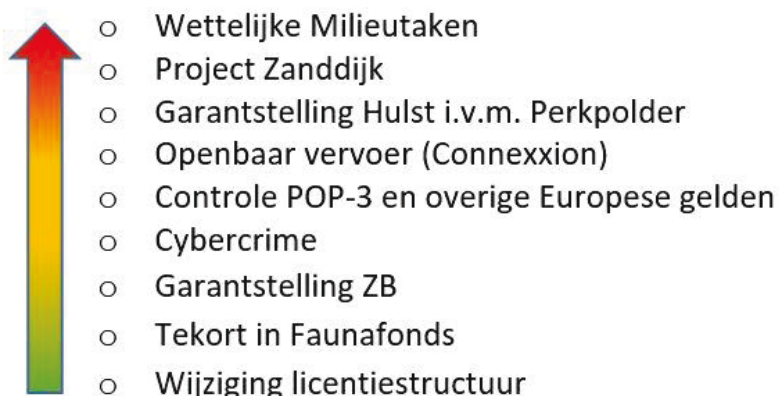 o Wettelijke Milieutaken
o Project Zanddijk
o Garantstelling Hulst i.v.m. Perkpolder
o Openbaar vervoer (Connexxion)
o Controle POP-3 en overige Europese gelden
o Cybercrime
o Garantstelling ZB
o Tekort in Faunafonds
o Wijziging licentiestructuur